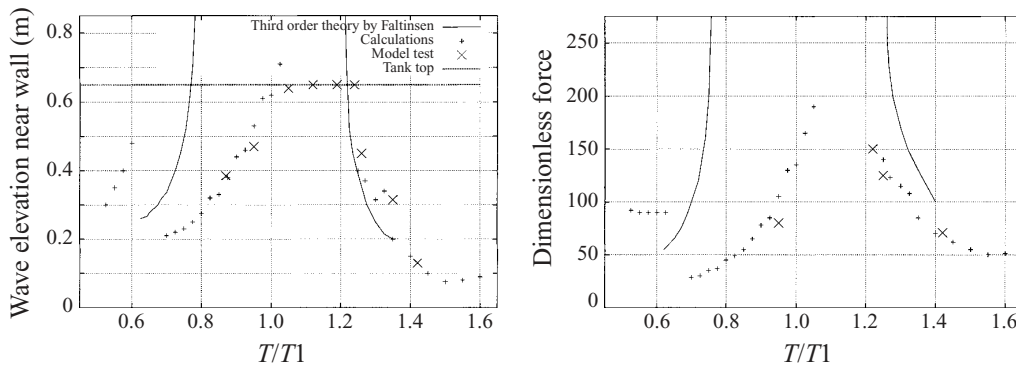 Wave elevation near wall (m)
0.8
0.6
0.4
0.2
0
Third order theory by Faltinsen
Calculations
Model test
Tank top
0.6 0.8 1.0 1.2 1.4 1.6
T/T1
Dimensionless force
250
200
150
100
50
0
0.6 0.8 1.0 1.2 1.4 1.6
T/T1